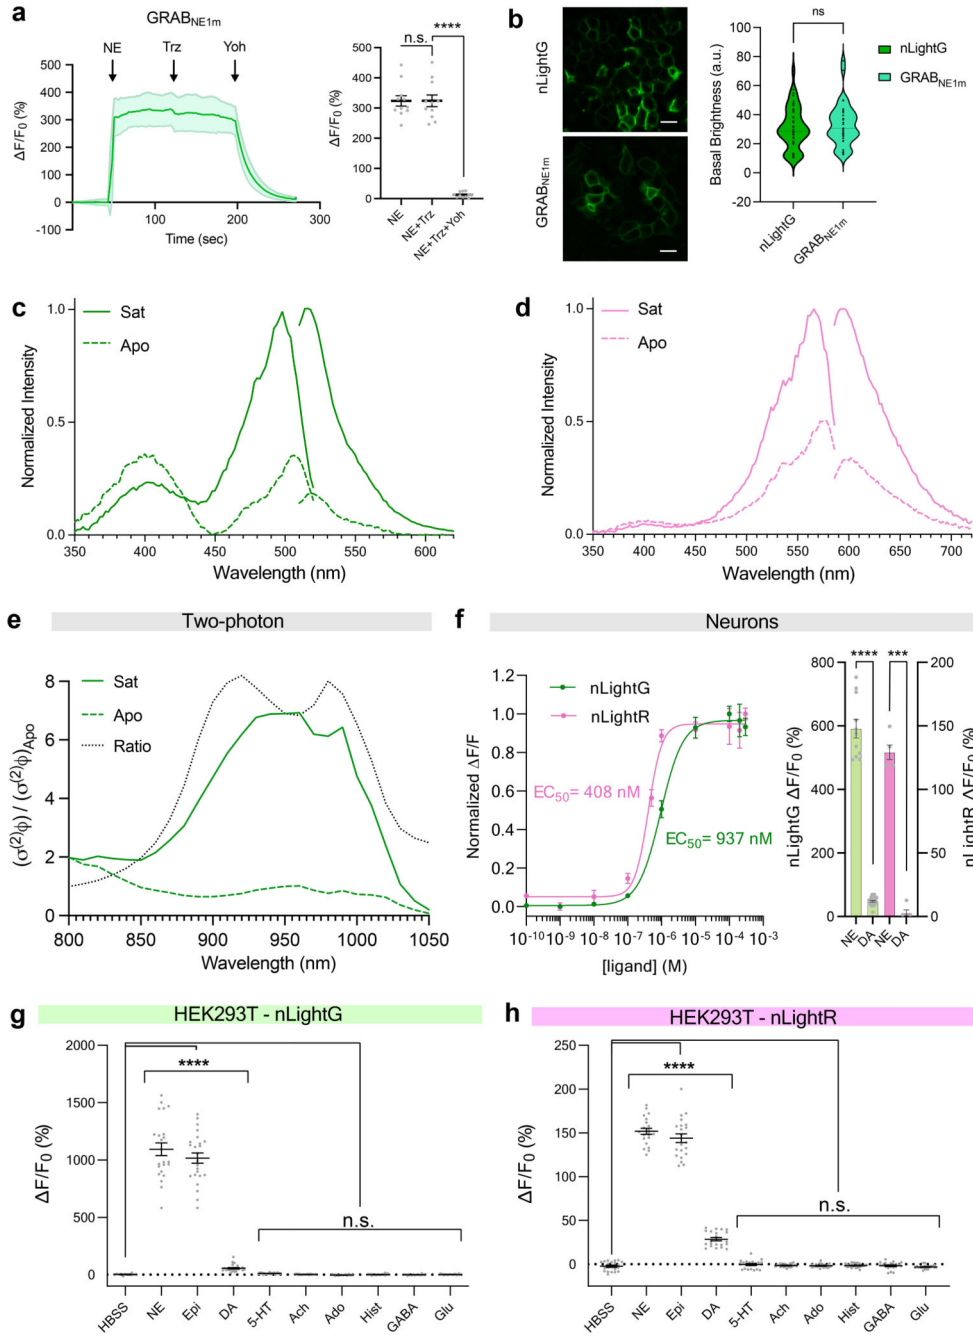 a
GRAB_NE1m
NE Trz Yoh
ΔF/F₀ (%)
500
400
300
200
100
0
-100
100 200 300
Time (sec)
n.s. ****
ΔF/F₀ (%)
500
400
300
200
100
0
NE
NE+Trz
NE+Trz+Yoh
b
nLightG
GRAB_NE1m
ns
Basal Brightness (a.u.)
100
80
60
40
20
0
-20
nLightG
GRAB_NE1m
nLightG
GRAB_NE1m
c
Sat
Apo
Normalized Intensity
1.0
0.5
0.0
350 400 450 500 550 600
Wavelength (nm)
d
Sat
Apo
Normalized Intensity
1.0
0.5
0.0
350 400 450 500 550 600 650 700
Wavelength (nm)
e
Two-photon
Sat
Apo
Ratio
(σ⁽²⁾ϕ) / (σ⁽²⁾ϕ)_Apo
8
6
4
2
0
800 850 900 950 1000 1050
Wavelength (nm)
f
Neurons
nLightG
nLightR
Normalized ΔF/F
1.2
1.0
0.8
0.6
0.4
0.2
0.0
EC₅₀= 408 nM
EC₅₀= 937 nM
10⁻¹⁰ 10⁻⁹ 10⁻⁸ 10⁻⁷ 10⁻⁶ 10⁻⁵ 10⁻⁴ 10⁻³
[ligand] (M)
**** ***
nLightG ΔF/F₀ (%)
800
600
400
200
0
NE
DA
NE
DA
200
150
100
50
0
nLightR ΔF/F₀ (%)
g
HEK293T - nLightG
ΔF/F₀ (%)
2000
1500
1000
500
0
****
n.s.
HBSS
NE
Epi
DA
5-HT
Ach
Ado
Hist
GABA
Glu
h
HEK293T - nLightR
ΔF/F₀ (%)
250
200
150
100
50
0
****
n.s.
HBSS
NE
Epi
DA
5-HT
Ach
Ado
Hist
GABA
Glu